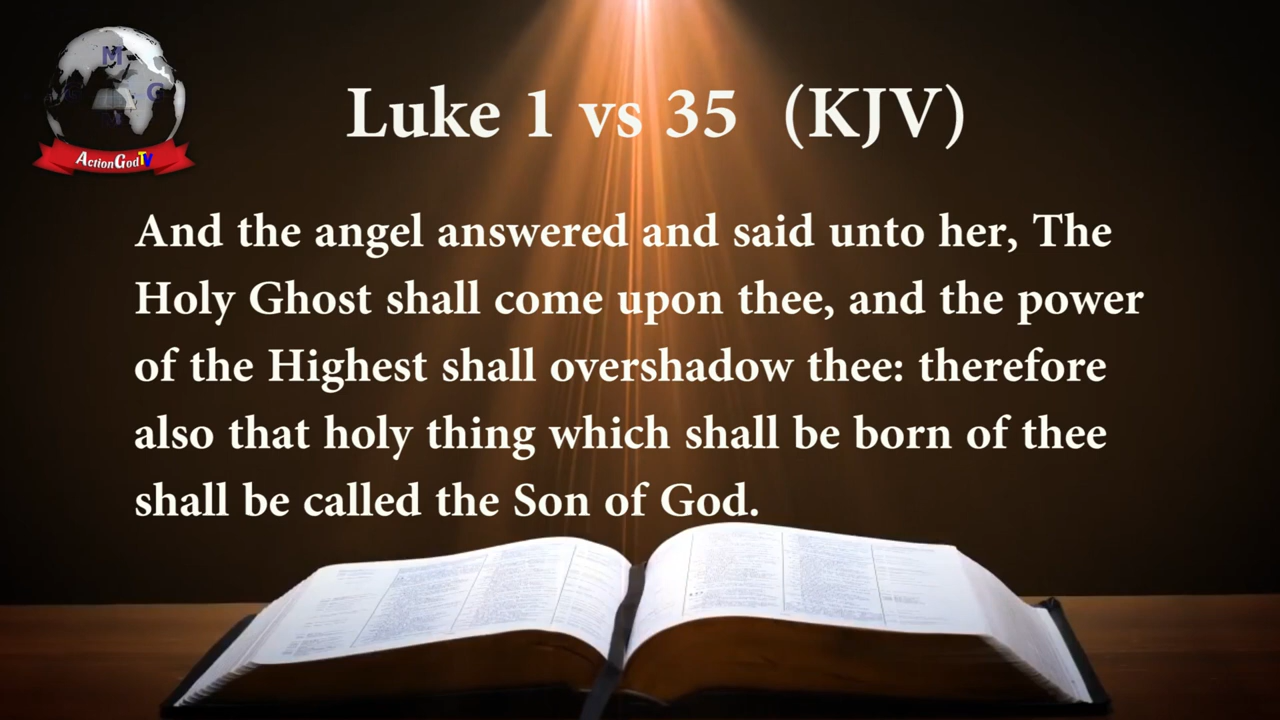 M
G
ActionGodTV
Luke 1 vs 35 (KJV)
And the angel answered and said unto her, The
Holy Ghost shall come upon thee, and the power
of the Highest shall overshadow thee: therefore
also that holy thing which shall be born of thee
shall be called the Son of God.